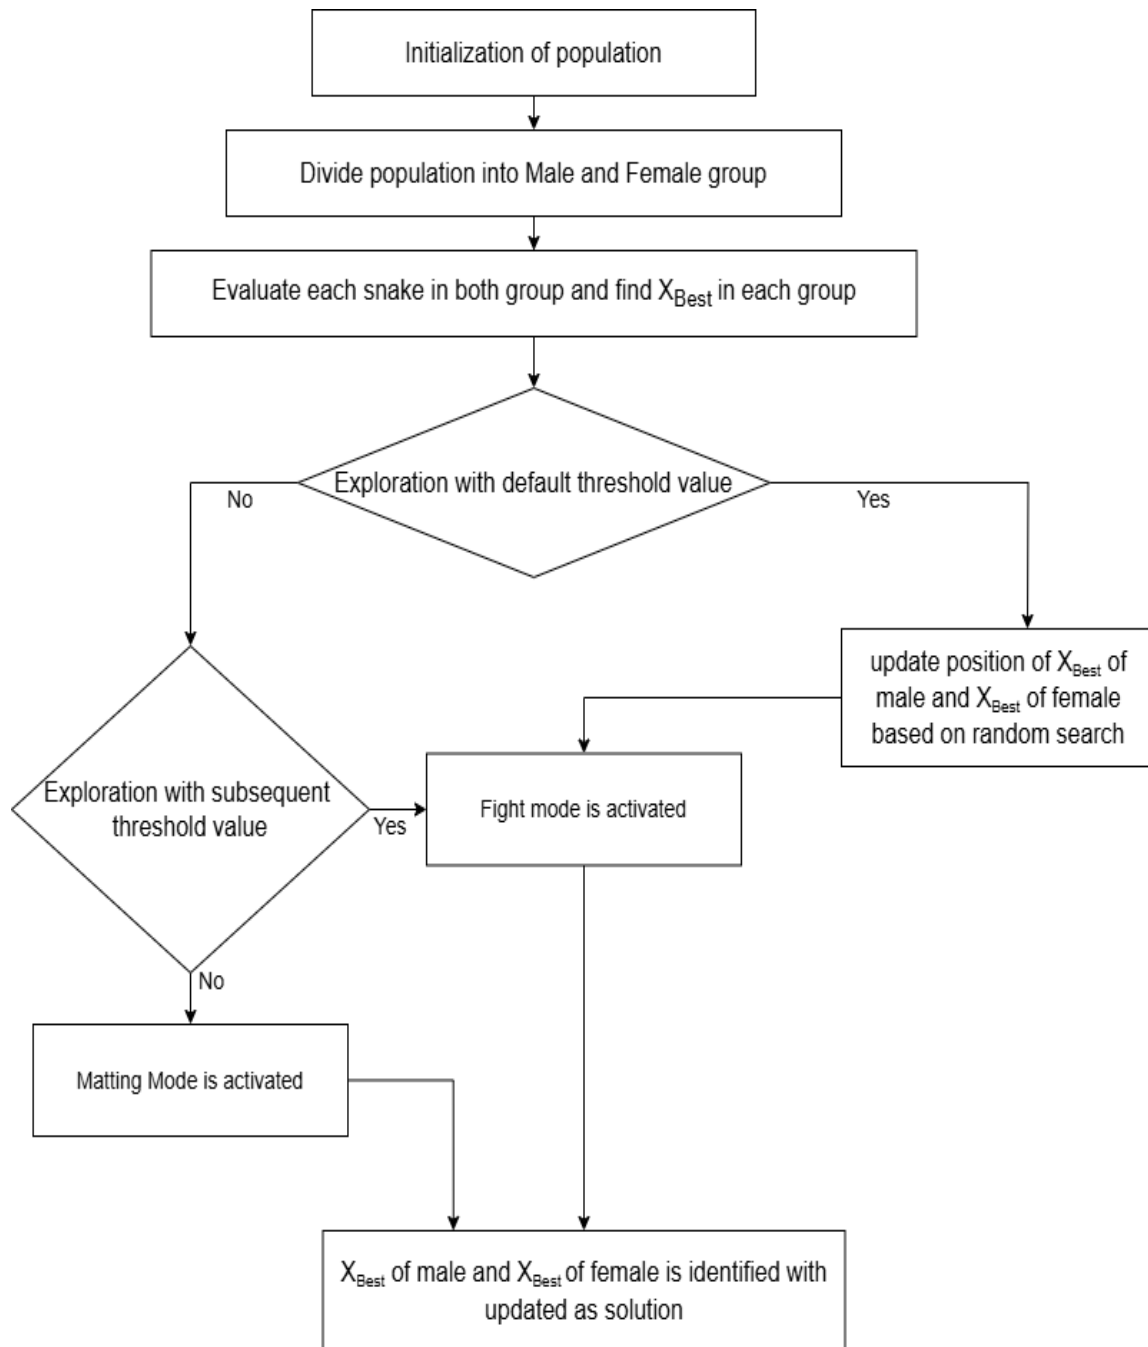 Initialization of population
Divide population into Male and Female group
Evaluate each snake in both group and find XBest in each group
Exploration with default threshold value
No
Yes
update position of XBest of
male and XBest of female
based on random search
Exploration with subsequent
threshold value
Yes
Fight mode is activated
No
Matting Mode is activated
XBest of male and XBest of female is identified with
updated as solution